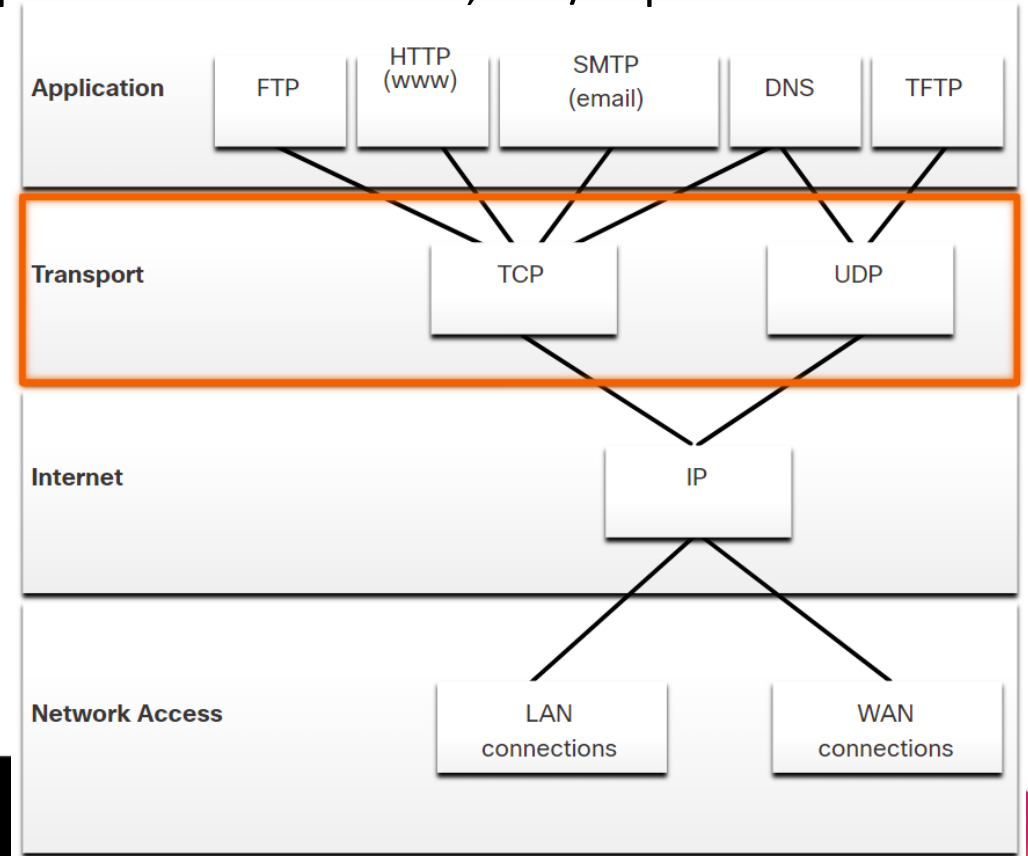 Application
FTP
HTTP
(www)
SMTP
(email)
DNS
TFTP
Transport
TCP
UDP
Internet
IP
Network Access
LAN
connections
WAN
connections